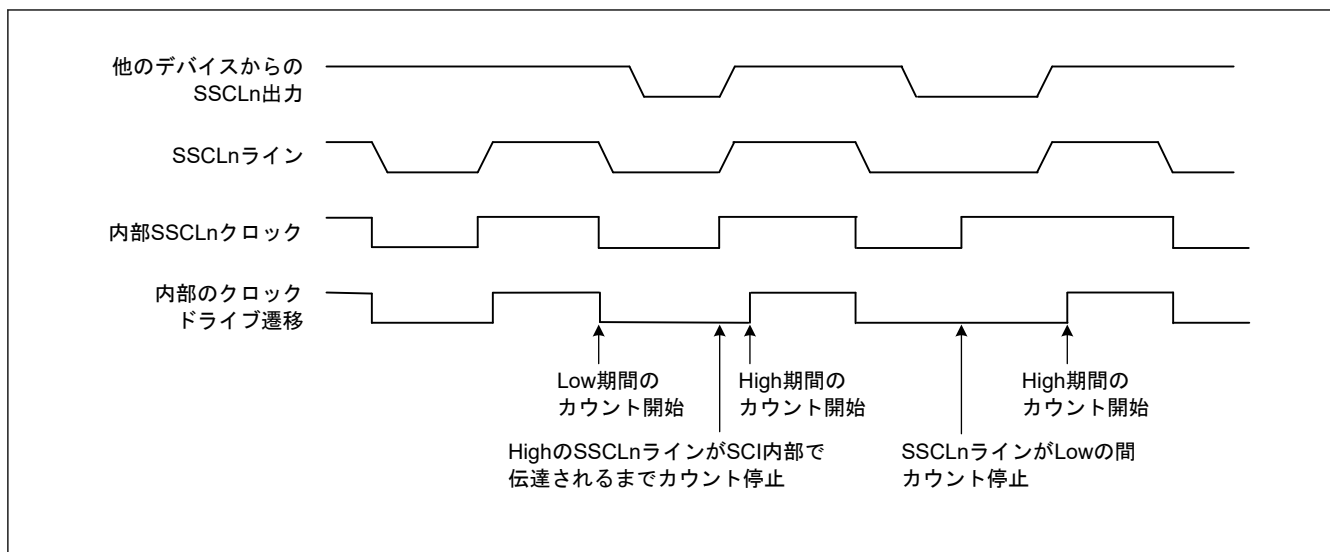 他のデバイスからの
SSCLn出力
SSCLnライン
内部SSCLnクロック
内部のクロック
ドライブ遷移
Low期間の
カウント開始
High期間の
カウント開始
High期間の
カウント開始
HighのSSCLnラインがSCI内部で
伝達されるまでカウント停止
SSCLnラインがLowの間
カウント停止